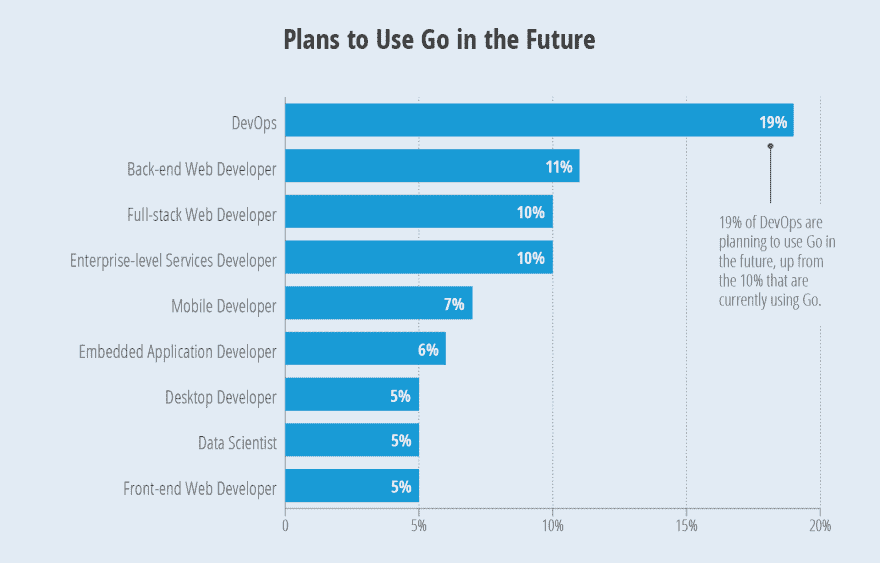 Plans to Use Go in the Future
DevOps
19%
Back-end Web Developer
11%
Full-stack Web Developer
10%
Enterprise-level Services Developer
10%
Mobile Developer
7%
Embedded Application Developer
6%
Desktop Developer
5%
Data Scientist
5%
Front-end Web Developer
5%
19% of DevOps are
planning to use Go in
the future, up from
the 10% that are
currently using Go.
0
5%
10%
15%
20%